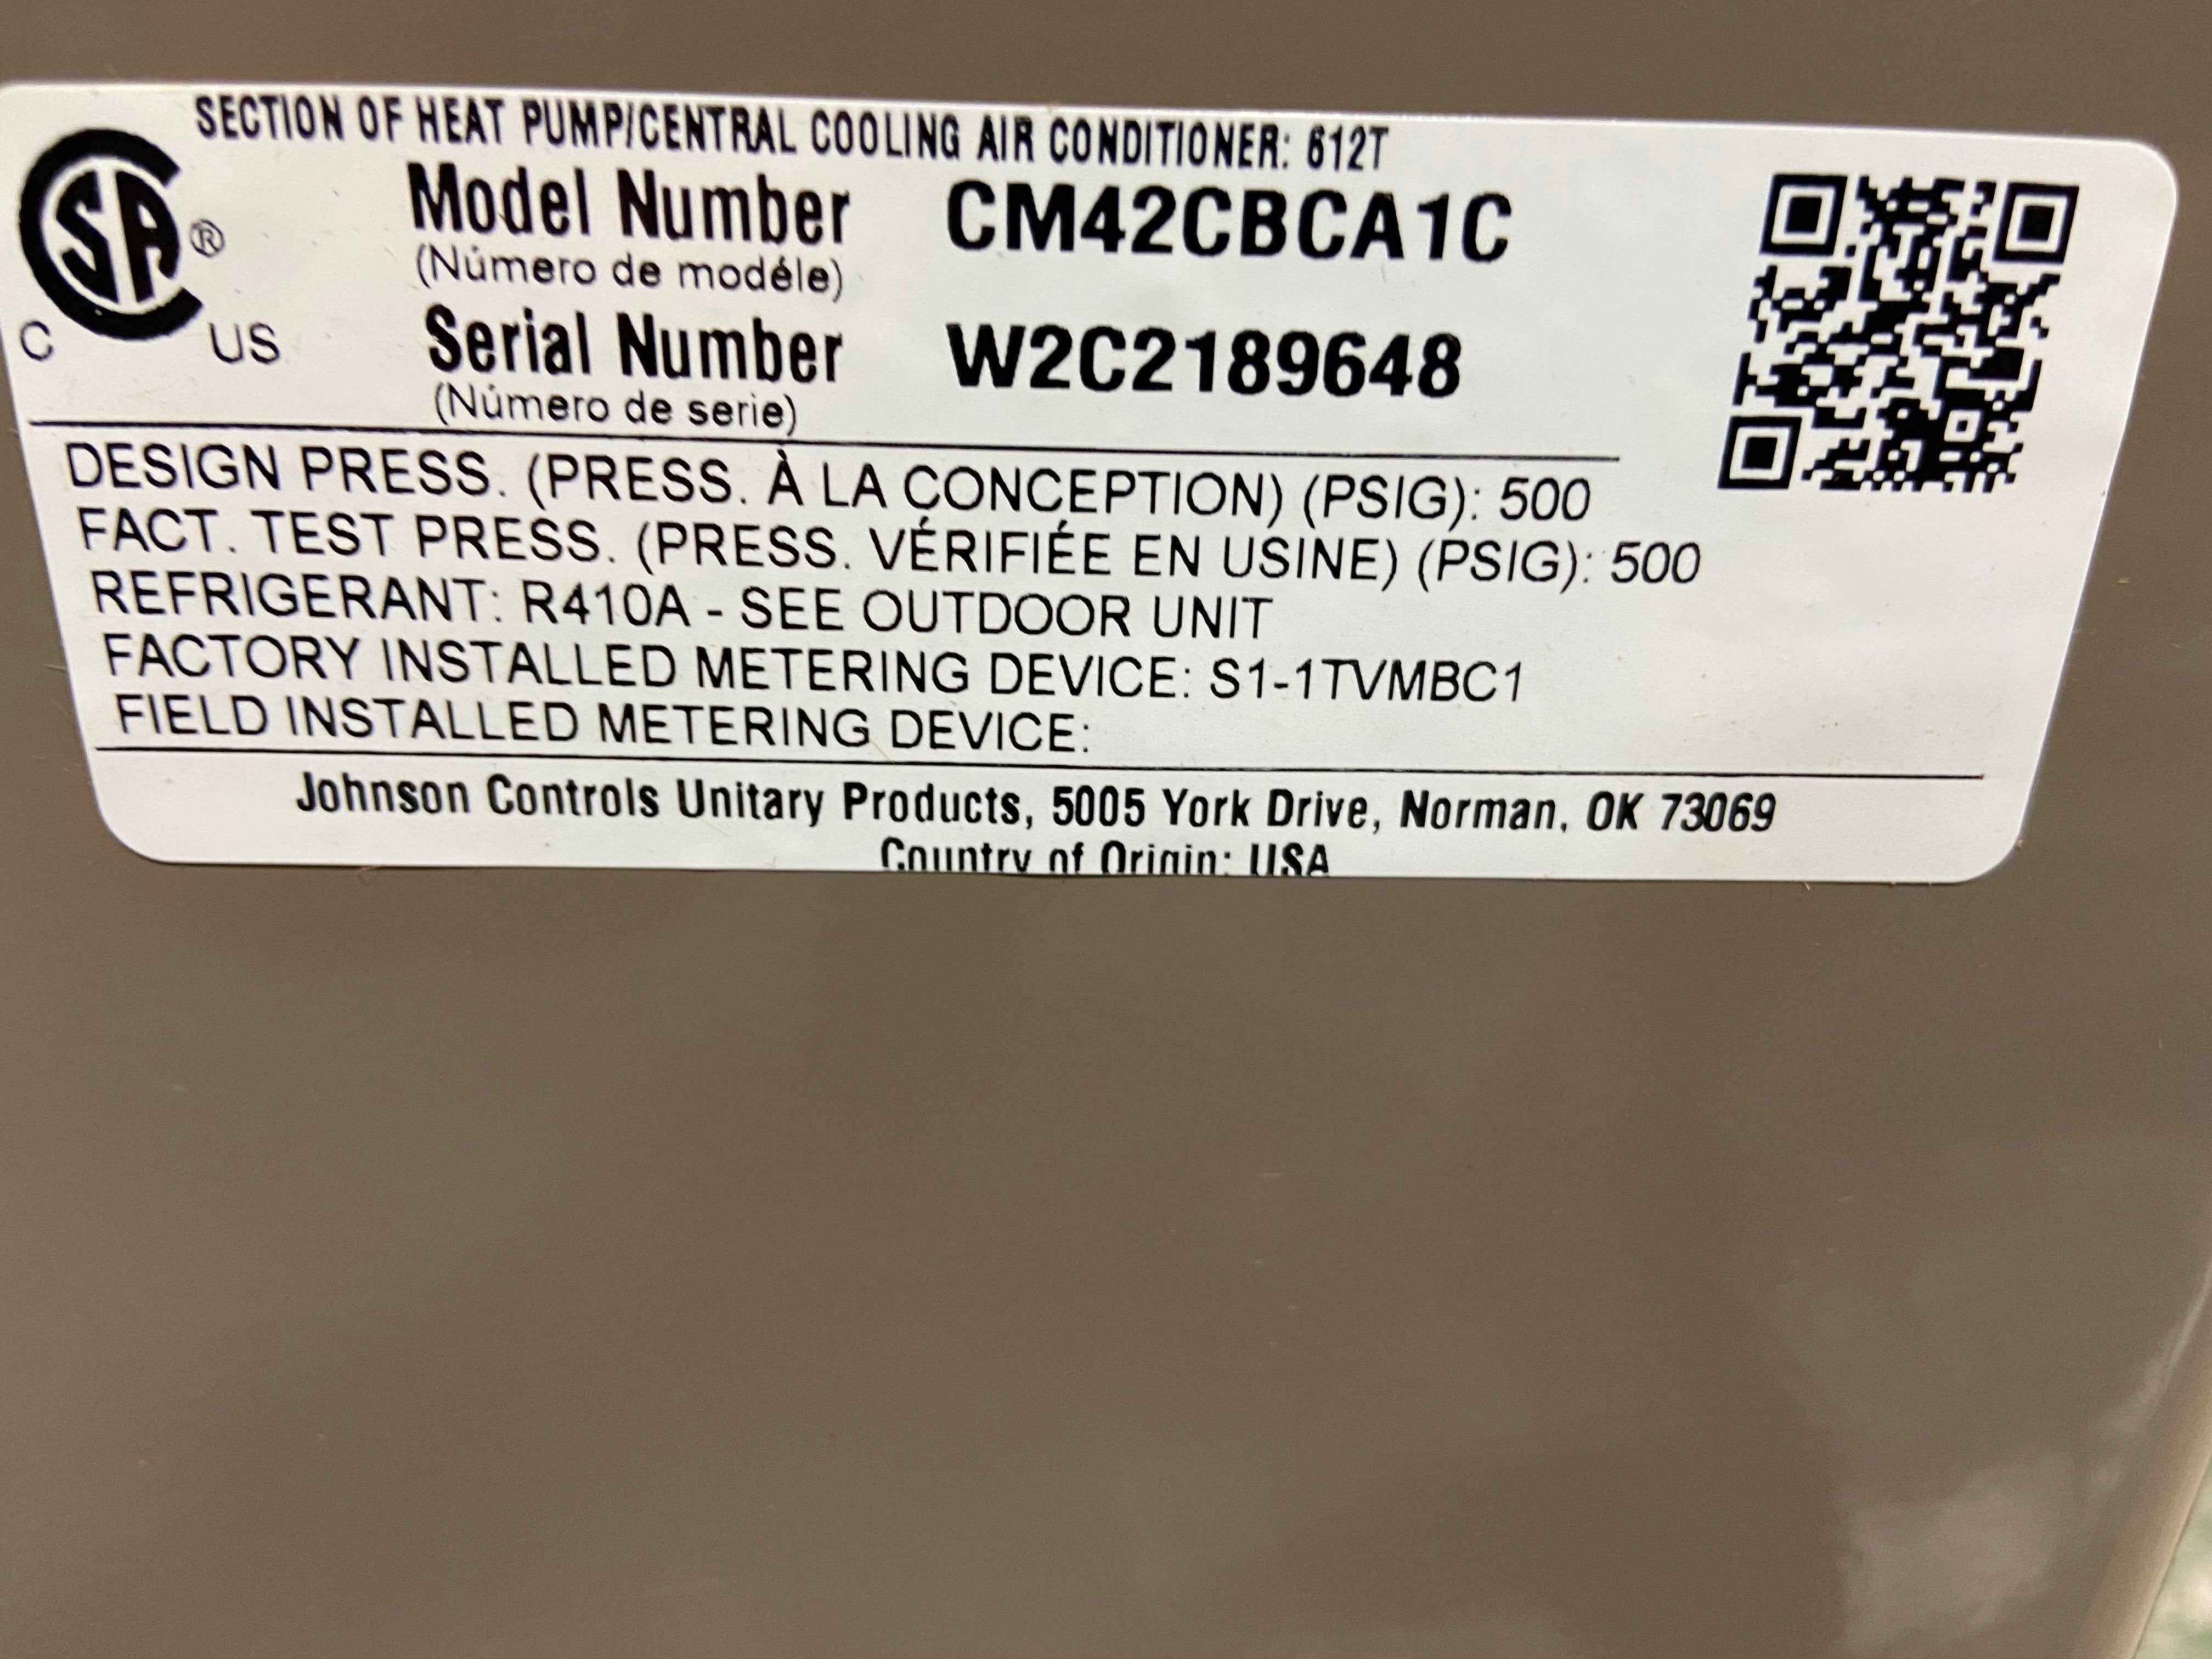 SECTION OF HEAT PUMP/CENTRAL COOLING AIR CONDITIONER: 612T
SA ®
C US
Model Number CM42CBCA1C
(Número de modéle)
Serial Number W2C2189648
(Número de serie)
DESIGN PRESS. (PRESS. À LA CONCEPTION) (PSIG): 500
FACT. TEST PRESS. (PRESS. VÉRIFIÉE EN USINE) (PSIG): 500
REFRIGERANT: R410A - SEE OUTDOOR UNIT
FACTORY INSTALLED METERING DEVICE: S1-1TVMBC1
FIELD INSTALLED METERING DEVICE:
Johnson Controls Unitary Products, 5005 York Drive, Norman, OK 73069
Country of Origin: USA